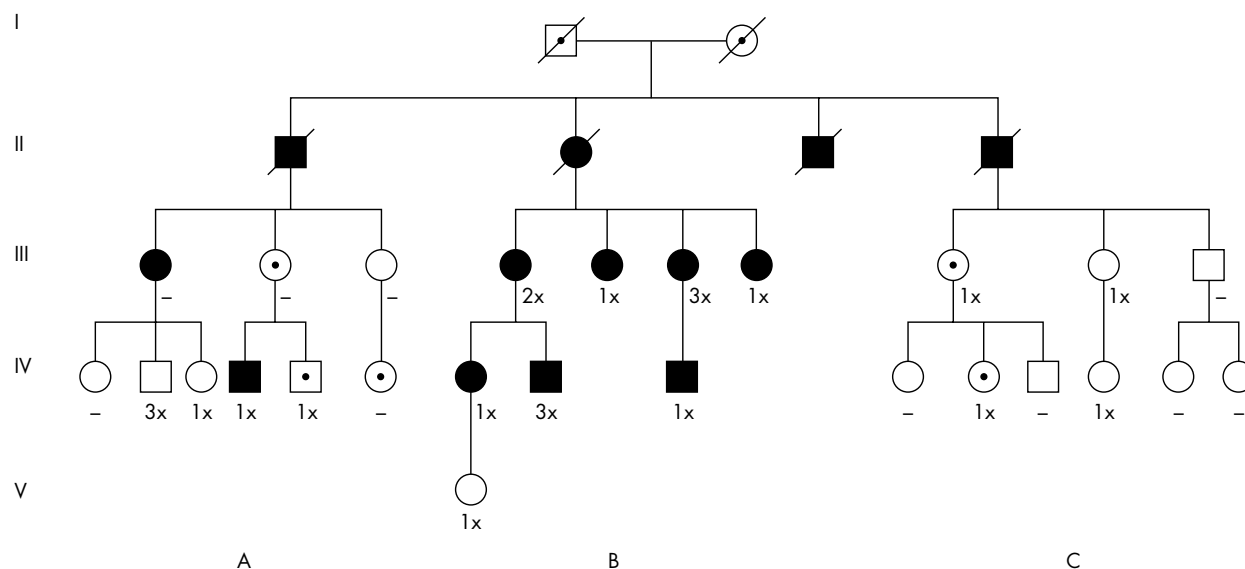 I
II
III
– – – 2x 1x 3x 1x 1x 1x –
IV
– 3x 1x 1x 1x – 1x 3x 1x – 1x – 1x – –
V
1x
A B C